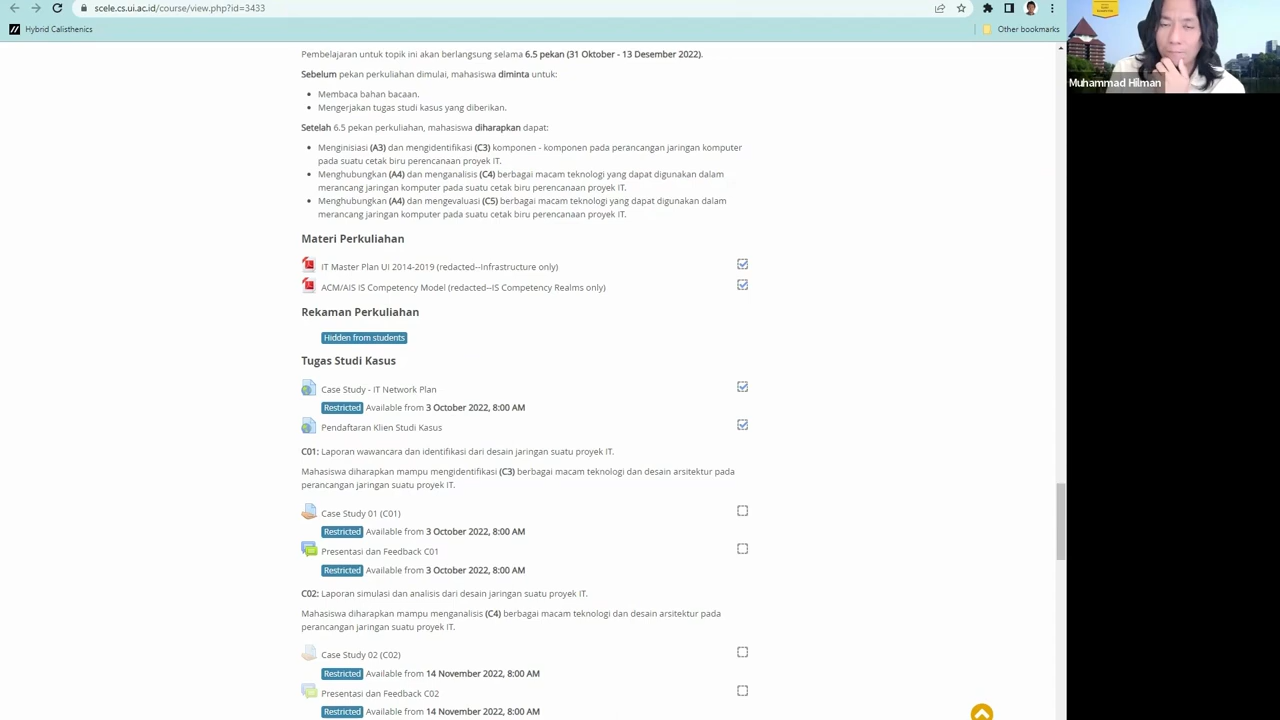 scele.cs.ui.ac.id/course/view.php?id=3433
Hybrid Calisthenics
Other bookmarks
Muhammad Hilman
Pembelajaran untuk topik ini akan berlangsung selama 6.5 pekan (31 Oktober - 13 Desember 2022).
Sebelum pekan perkuliahan dimulai, mahasiswa diminta untuk:
Membaca bahan bacaan.
Mengerjakan tugas studi kasus yang diberikan.
Setelah 6.5 pekan perkuliahan, mahasiswa diharapkan dapat:
Menginisiasi (A3) dan mengidentifikasi (C3) komponen - komponen pada perancangan jaringan komputer
pada suatu cetak biru perencanaan proyek IT.
Menghubungkan (A4) dan menganalisis (C4) berbagai macam teknologi yang dapat digunakan dalam
merancang jaringan komputer pada suatu cetak biru perencanaan proyek IT.
Menghubungkan (A4) dan mengevaluasi (C5) berbagai macam teknologi yang dapat digunakan dalam
merancang jaringan komputer pada suatu cetak biru perencanaan proyek IT.
Materi Perkuliahan
IT Master Plan UI 2014-2019 (redacted--Infrastructure only)
ACM/AIS IS Competency Model (redacted--IS Competency Realms only)
Rekaman Perkuliahan
Hidden from students
Tugas Studi Kasus
Case Study - IT Network Plan
Restricted Available from 3 October 2022, 8:00 AM
Pendaftaran Klien Studi Kasus
C01: Laporan wawancara dan identifikasi dari desain jaringan suatu proyek IT.
Mahasiswa diharapkan mampu mengidentifikasi (C3) berbagai macam teknologi dan desain arsitektur pada
perancangan jaringan suatu proyek IT.
Case Study 01 (C01)
Restricted Available from 3 October 2022, 8:00 AM
Presentasi dan Feedback C01
Restricted Available from 3 October 2022, 8:00 AM
C02: Laporan simulasi dan analisis dari desain jaringan suatu proyek IT.
Mahasiswa diharapkan mampu menganalisis (C4) berbagai macam teknologi dan desain arsitektur pada
perancangan jaringan suatu proyek IT.
Case Study 02 (C02)
Restricted Available from 14 November 2022, 8:00 AM
Presentasi dan Feedback C02
Restricted Available from 14 November 2022, 8:00 AM